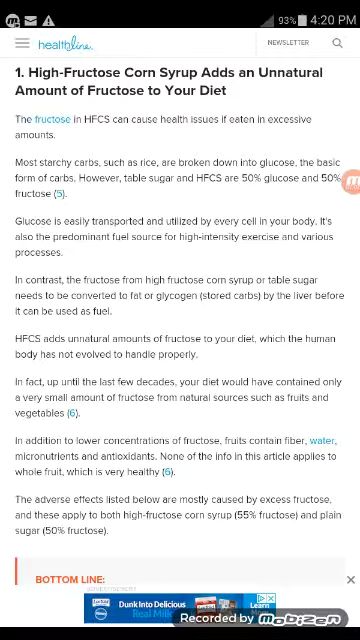 93% 4:20 PM
healthline
NEWSLETTER
1. High-Fructose Corn Syrup Adds an Unnatural
Amount of Fructose to Your Diet
The fructose in HFCS can cause health issues if eaten in excessive
amounts.
Most starchy carbs, such as rice, are broken down into glucose, the basic
form of carbs. However, table sugar and HFCS are 50% glucose and 50%
fructose (5).
Glucose is easily transported and utilized by every cell in your body. It's
also the predominant fuel source for high-intensity exercise and various
processes.
In contrast, the fructose from high fructose corn syrup or table sugar
needs to be converted to fat or glycogen (stored carbs) by the liver before
it can be used as fuel.
HFCS adds unnatural amounts of fructose to your diet, which the human
body has not evolved to handle properly.
In fact, up until the last few decades, your diet would have contained only
a very small amount of fructose from natural sources such as fruits and
vegetables (6).
In addition to lower concentrations of fructose, fruits contain fiber, water,
micronutrients and antioxidants. None of the info in this article applies to
whole fruit, which is very healthy (6).
The adverse effects listed below are mostly caused by excess fructose,
and these apply to both high-fructose corn syrup (55% fructose) and plain
sugar (50% fructose).
BOTTOM LINE:
ADVERTISEMENT
Dunk Into Delicious
Real Milk
Learn
Recorded by
MOBIZEN